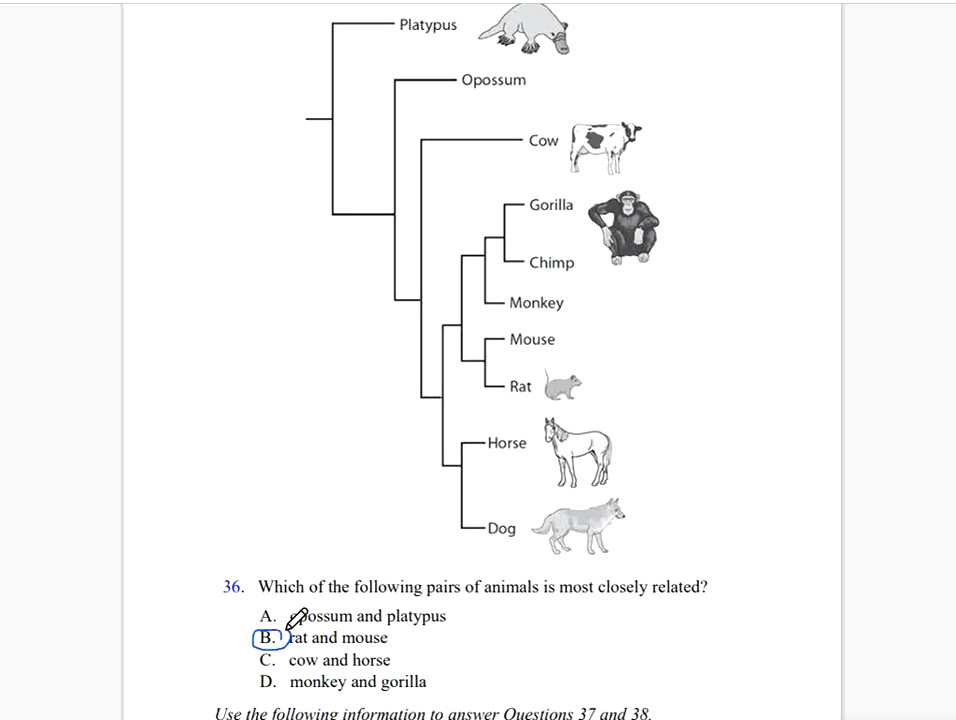 Platypus
Opossum
Cow
Gorilla
Chimp
Monkey
Mouse
Rat
Horse
Dog
36. Which of the following pairs of animals is most closely related?
A. opossum and platypus
B. rat and mouse
C. cow and horse
D. monkey and gorilla
Use the following information to answer Questions 37 and 38.